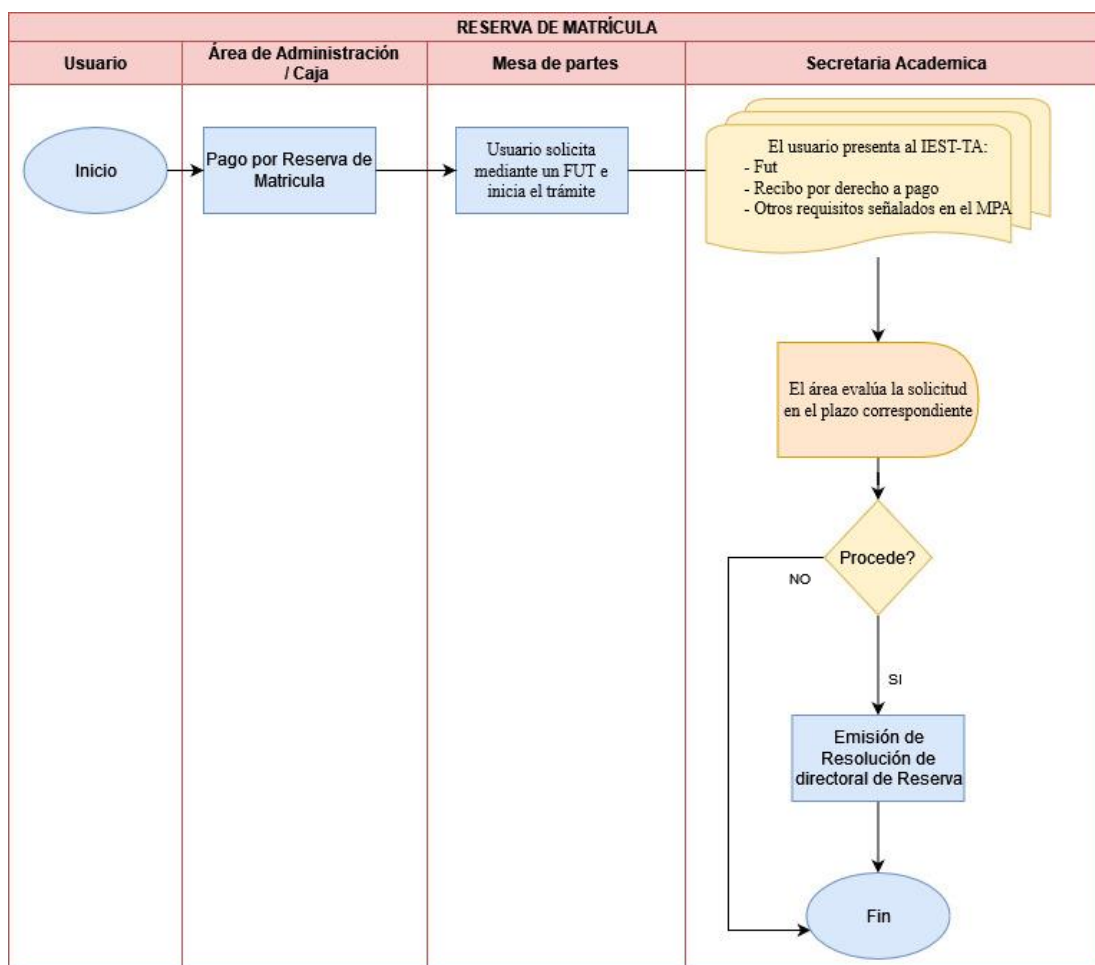 RESERVA DE MATRÍCULA
Usuario
Área de Administración
/ Caja
Mesa de partes
Secretaria Academica
Inicio
Pago por Reserva de
Matricula
Usuario solicita
mediante un FUT e
inicia el trámite
El usuario presenta al IEST-TA:
- Fut
- Recibo por derecho a pago
- Otros requisitos señalados en el MPA
El área evalúa la solicitud
en el plazo correspondiente
Procede?
NO
SI
Emisión de
Resolución de
directoral de Reserva
Fin